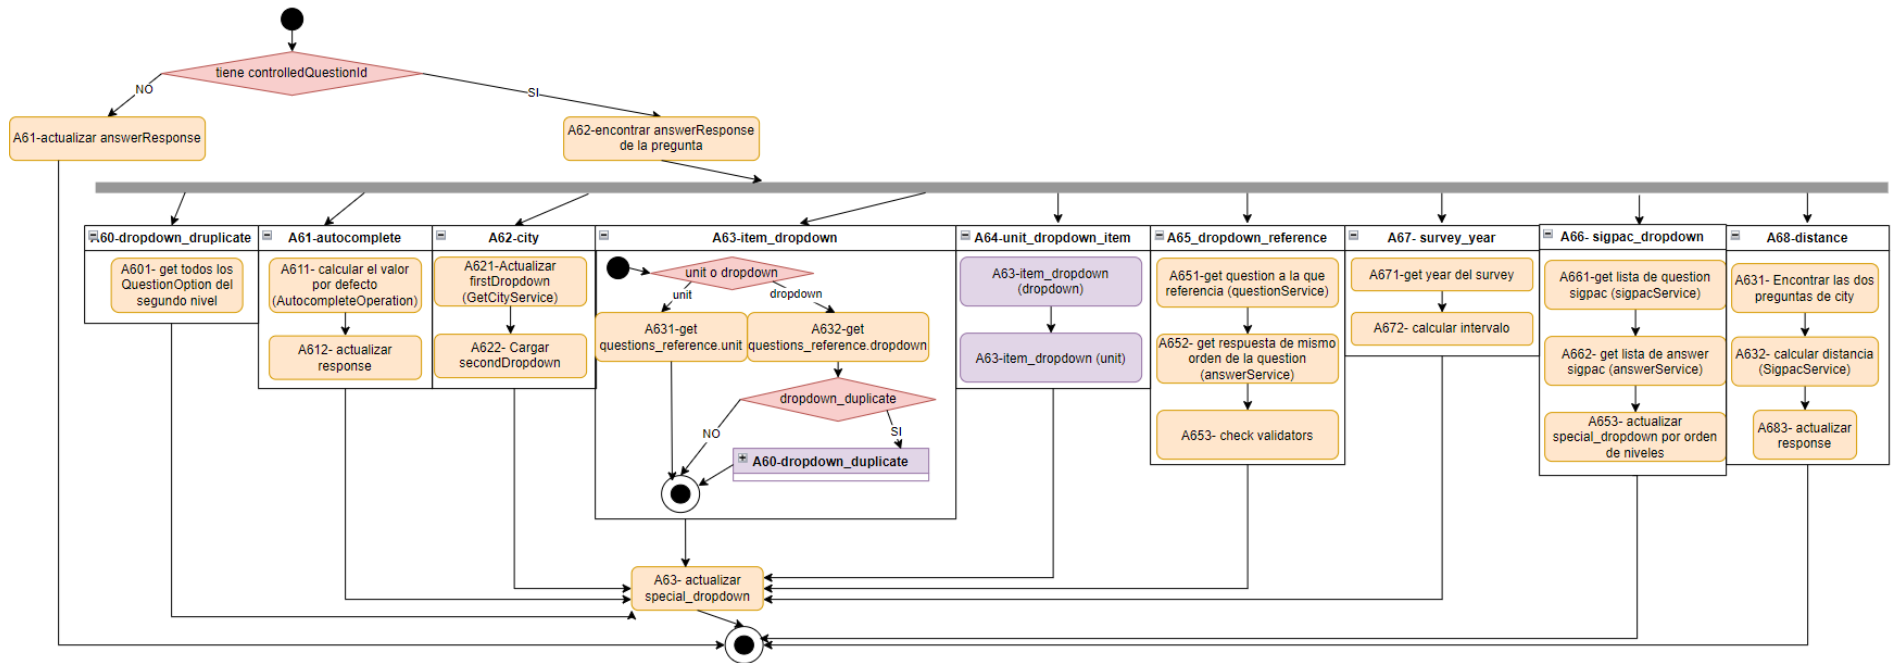 tiene controlledQuestionId
NO
SI
A61-actualizar answerResponse
A62-encontrar answerResponse
de la pregunta
A60-dropdown_druplicate
A601- get todos los
QuestionOption del
segundo nivel
A61-autocomplete
A611- calcular el valor
por defecto
(AutocompleteOperation)
A612- actualizar
response
A62-city
A621-Actualizar
firstDropdown
(GetCityService)
A622- Cargar
secondDropdown
A63-item_dropdown
unit o dropdown
unit
dropdown
A631-get
questions_reference.unit
A632-get
questions_reference.dropdown
dropdown_duplicate
NO
SI
A60-dropdown_duplicate
A64-unit_dropdown_item
A63-item_dropdown
(dropdown)
A63-item_dropdown (unit)
A65_dropdown_reference
A651-get question a la que
referencia (questionService)
A652- get respuesta de mismo
orden de la question
(answerService)
A653- check validators
A67- survey_year
A671-get year del survey
A672- calcular intervalo
A66- sigpac_dropdown
A661-get lista de question
sigpac (sigpacService)
A662- get lista de answer
sigpac (answerService)
A653- actualizar
special_dropdown por orden
de niveles
A68-distance
A631- Encontrar las dos
preguntas de city
A632- calcular distancia
(SigpacService)
A683- actualizar
response
A63- actualizar
special_dropdown